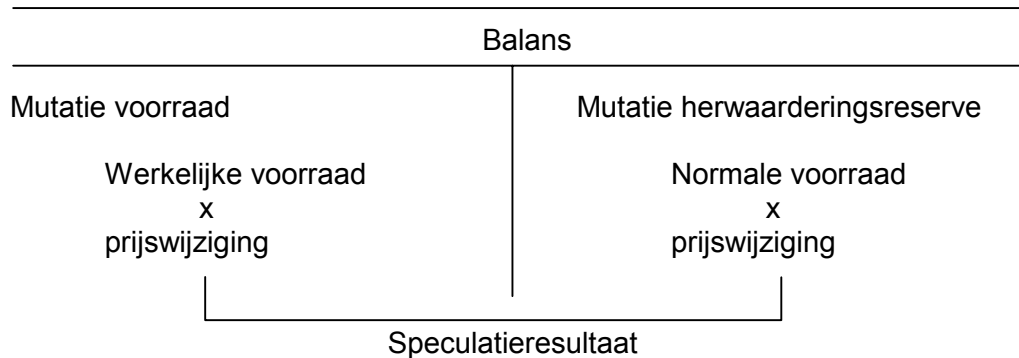 Balans
Mutatie voorraad
Mutatie herwaarderingsreserve
Werkelijke voorraad
x
prijswijziging
Normale voorraad
x
prijswijziging
Speculatieresultaat